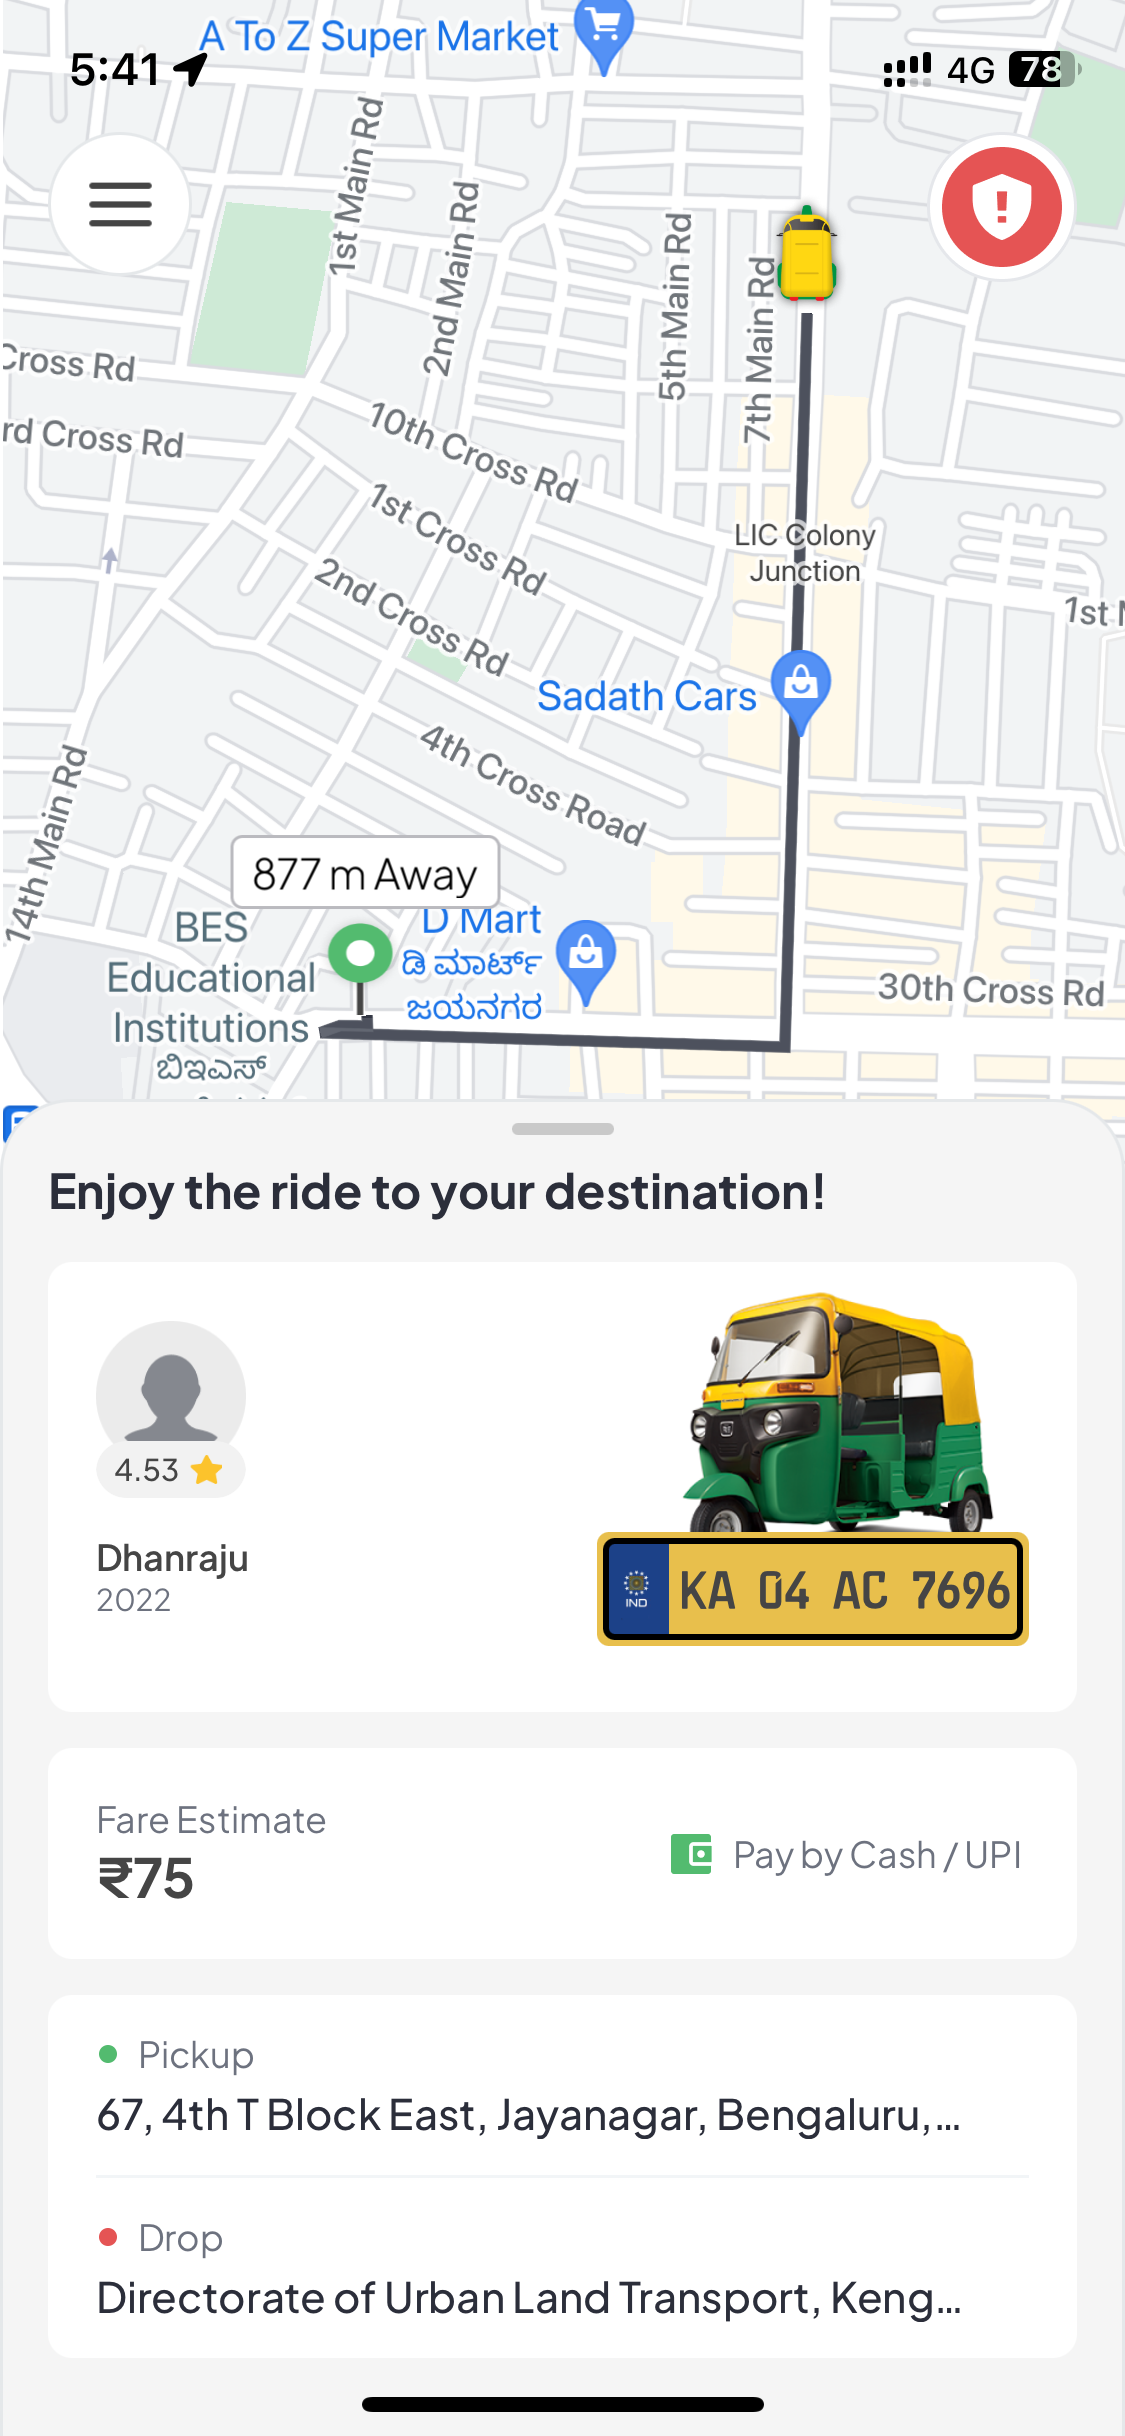 A To Z Super Market
5:41
4G 78
1st Main Rd
2nd Main Rd
5th Main Rd
7th Main Rd
Cross Rd
rd Cross Rd
10th Cross Rd
1st Cross Rd
2nd Cross Rd
LIC Colony
Junction
1st
Sadath Cars
4th Cross Road
14th Main Rd
877 m Away
BES
Educational
Institutions
ಬಿಇಎಸ್
D Mart
ಡಿ ಮಾರ್ಟ್
ಜಯನಗರ
30th Cross Rd
Enjoy the ride to your destination!
4.53
Dhanraju
2022
IND
KA 04 AC 7696
Fare Estimate
₹75
Pay by Cash / UPI
Pickup
67, 4th T Block East, Jayanagar, Bengaluru,...
Drop
Directorate of Urban Land Transport, Keng...